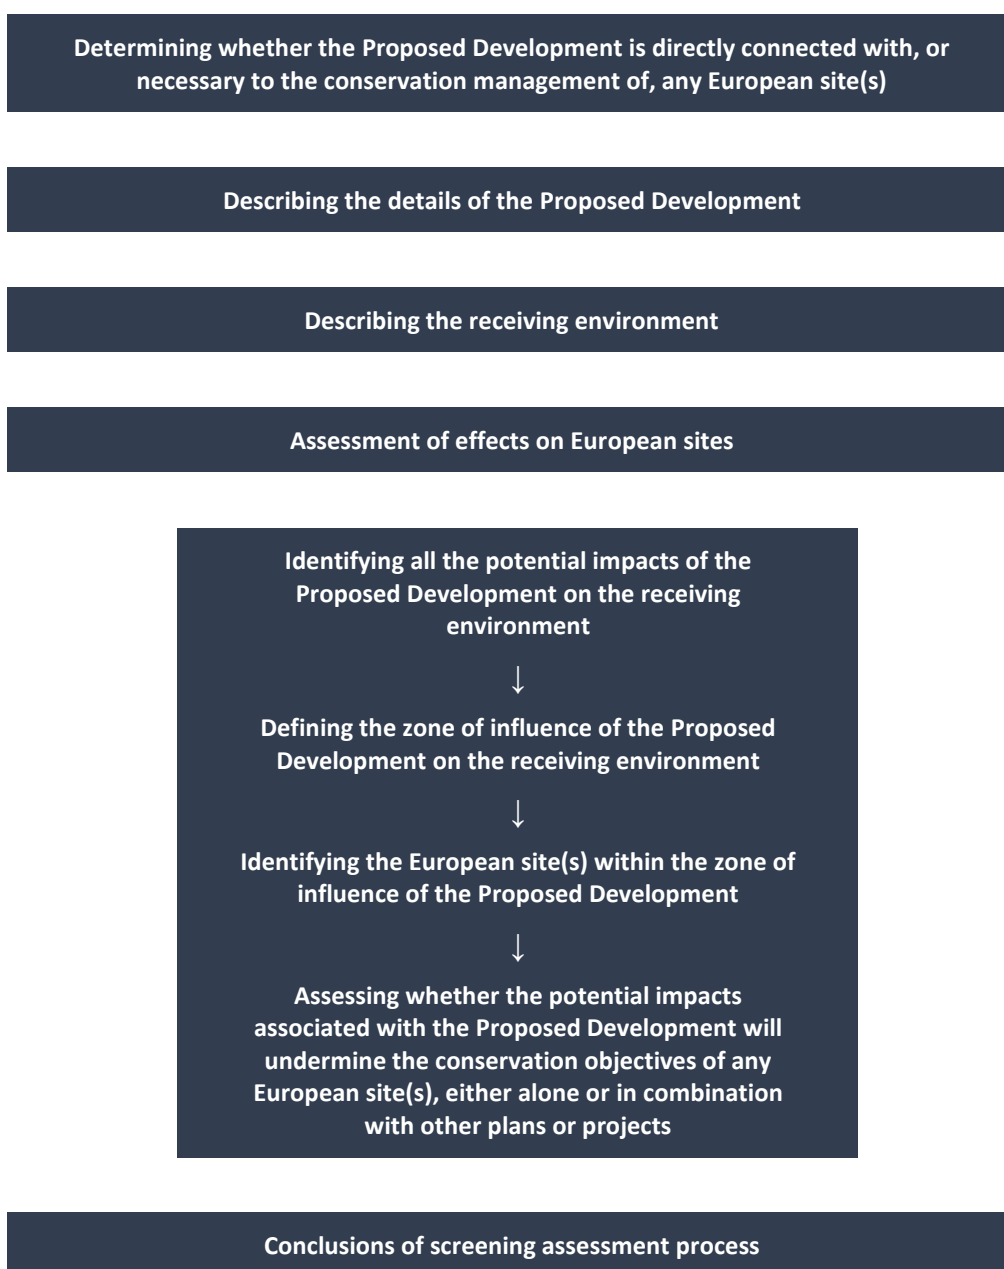 Determining whether the Proposed Development is directly connected with, or
necessary to the conservation management of, any European site(s)
Describing the details of the Proposed Development
Describing the receiving environment
Assessment of effects on European sites
Identifying all the potential impacts of the
Proposed Development on the receiving
environment
↓
Defining the zone of influence of the Proposed
Development on the receiving environment
↓
Identifying the European site(s) within the zone of
influence of the Proposed Development
↓
Assessing whether the potential impacts
associated with the Proposed Development will
undermine the conservation objectives of any
European site(s), either alone or in combination
with other plans or projects
Conclusions of screening assessment process